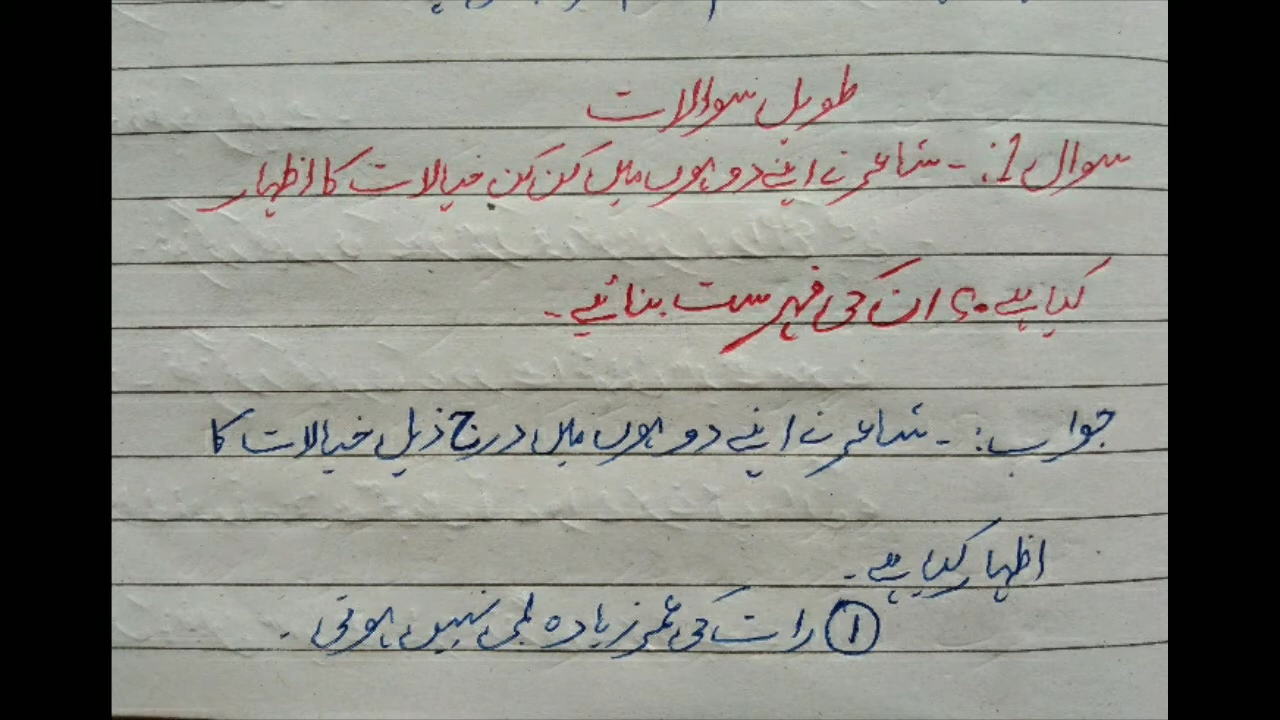 طویل سوالات
سوال 1:۔ شاعر نے اپنے دوہوں میں کن کن خیالات کا اظہار
کیا ہے؟ ان کی فہرست بنائیے۔
جواب:۔ شاعر نے اپنے دوہوں میں درج ذیل خیالات کا
اظہار کیا ہے۔
① رات کی عمر زیادہ لمبی نہیں ہوتی۔